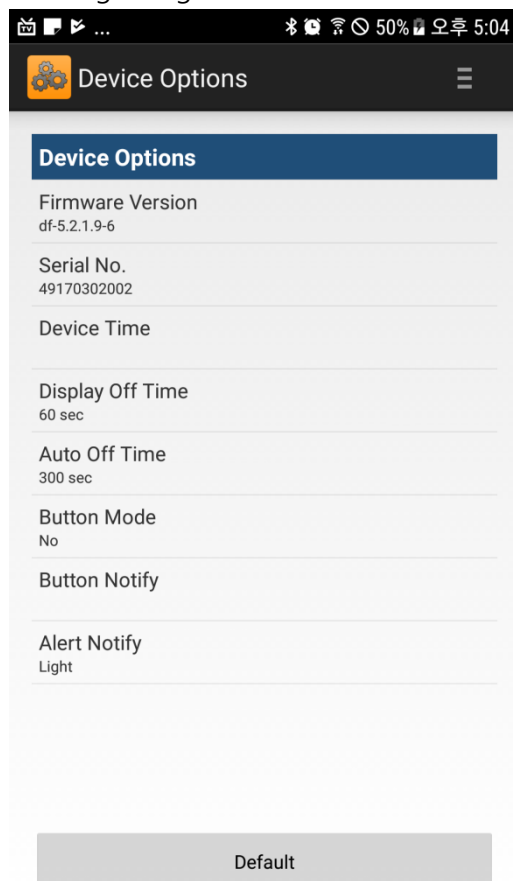 ... 50% 오후 5:04
Device Options
Device Options
Firmware Version
df-5.2.1.9-6
Serial No.
49170302002
Device Time
Display Off Time
60 sec
Auto Off Time
300 sec
Button Mode
No
Button Notify
Alert Notify
Light
Default